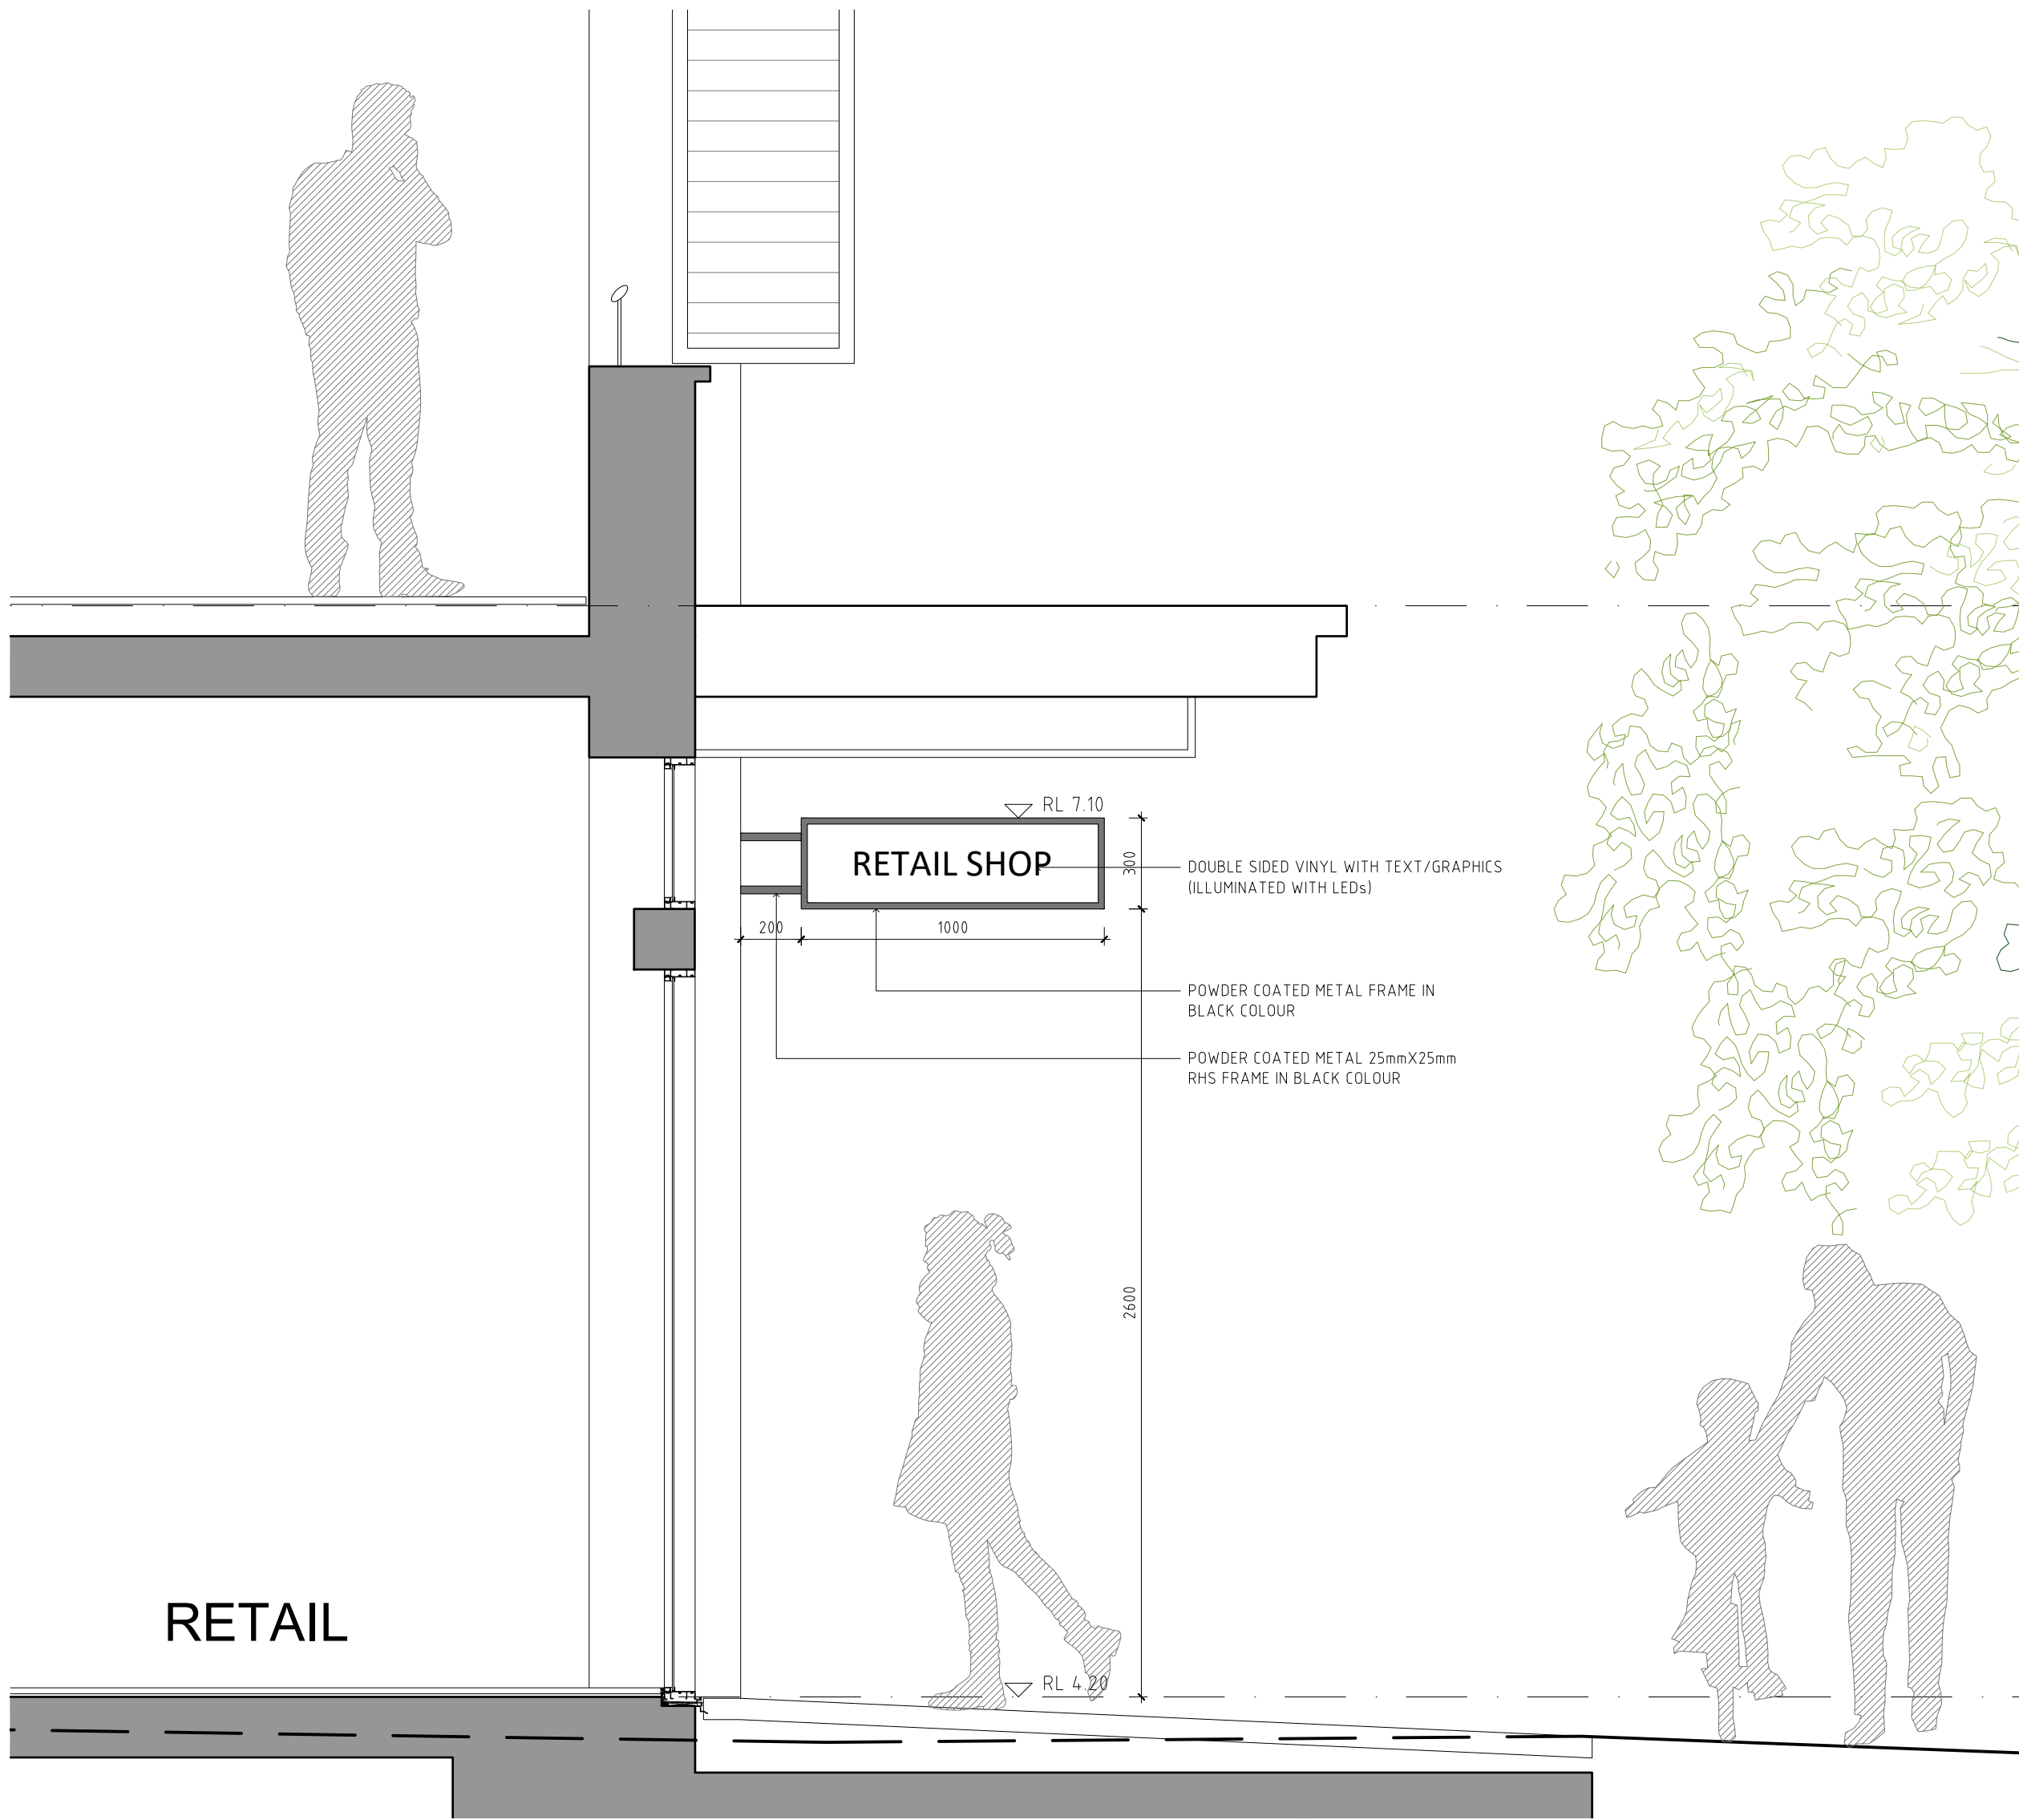 RL 7.10
RETAIL SHOP
300
DOUBLE SIDED VINYL WITH TEXT/GRAPHICS
(ILLUMINATED WITH LEDs)
200
1000
POWDER COATED METAL FRAME IN
BLACK COLOUR
POWDER COATED METAL 25mmX25mm
RHS FRAME IN BLACK COLOUR
2600
RETAIL
RL 4.20